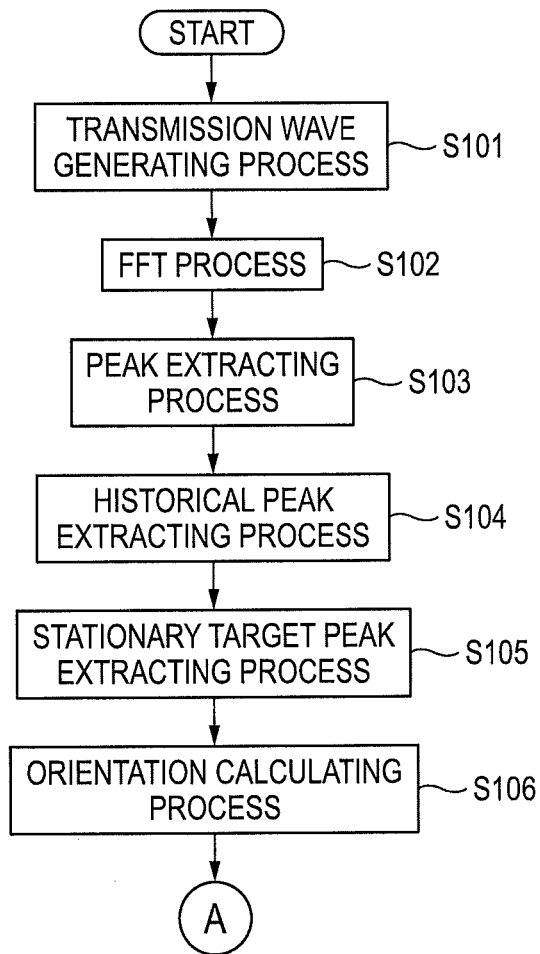 START
TRANSMISSION WAVE
GENERATING PROCESS
S101
FFT PROCESS
S102
PEAK EXTRACTING
PROCESS
S103
HISTORICAL PEAK
EXTRACTING PROCESS
S104
STATIONARY TARGET PEAK
EXTRACTING PROCESS
S105
ORIENTATION CALCULATING
PROCESS
S106
A